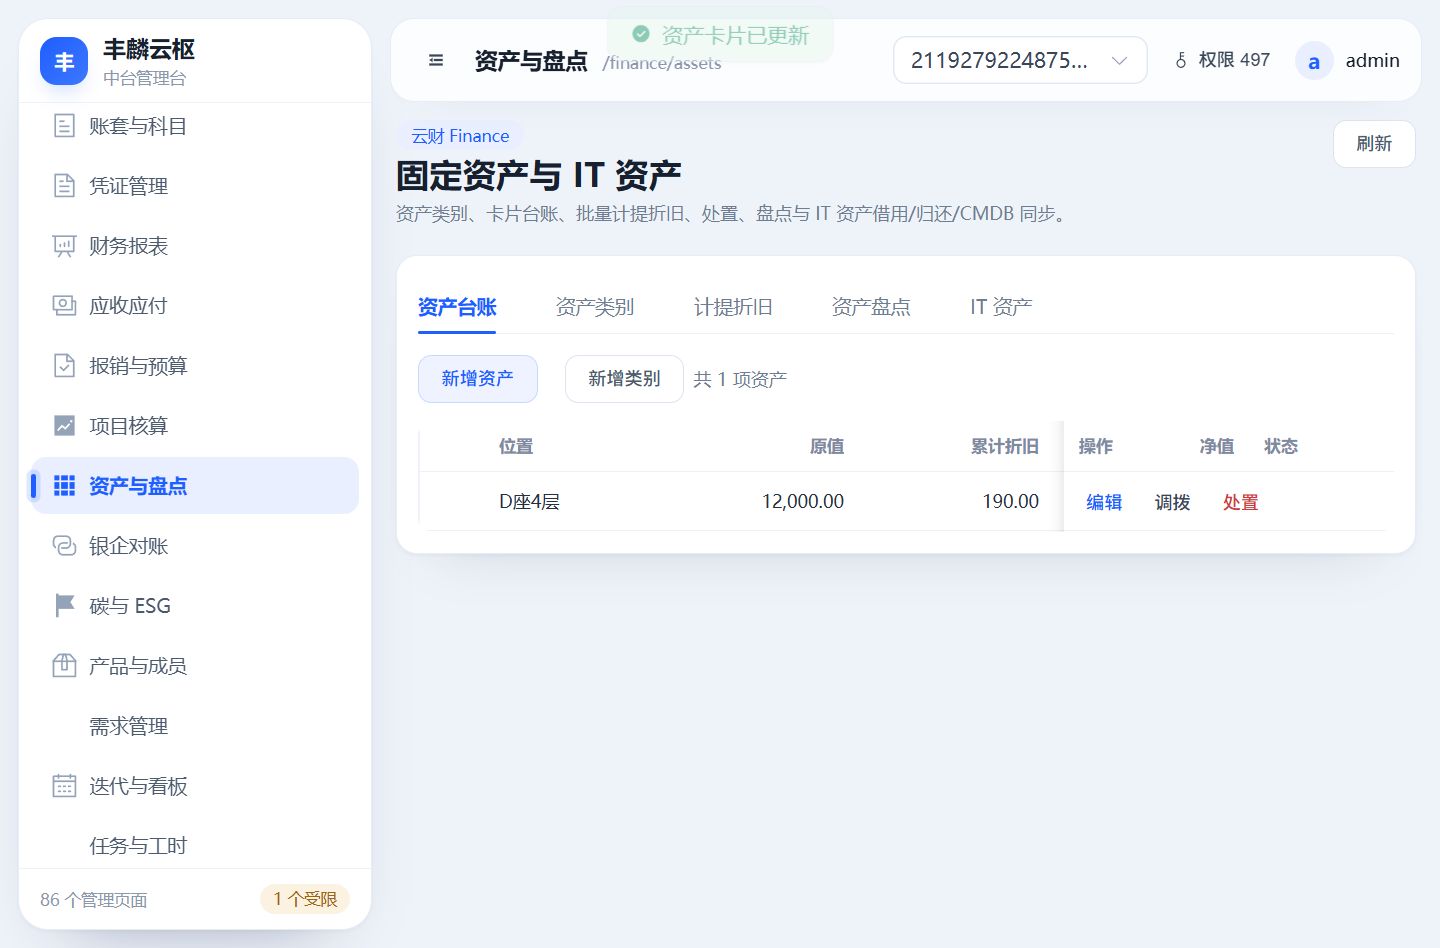 丰
丰麟云枢
中台管理台
账套与科目
凭证管理
财务报表
应收应付
报销与预算
项目核算
资产与盘点
银企对账
碳与 ESG
产品与成员
需求管理
迭代与看板
任务与工时
86 个管理页面
1 个受限
资产卡片已更新
资产与盘点
/finance/assets
2119279224875...
权限 497
a
admin
云财 Finance
刷新
固定资产与 IT 资产
资产类别、卡片台账、批量计提折旧、处置、盘点与 IT 资产借用/归还/CMDB 同步。
资产台账 资产类别 计提折旧 资产盘点 IT 资产
新增资产 新增类别 共 1 项资产
位置 原值 累计折旧 操作 净值 状态
D座4层 12,000.00 190.00 编辑 调拨 处置